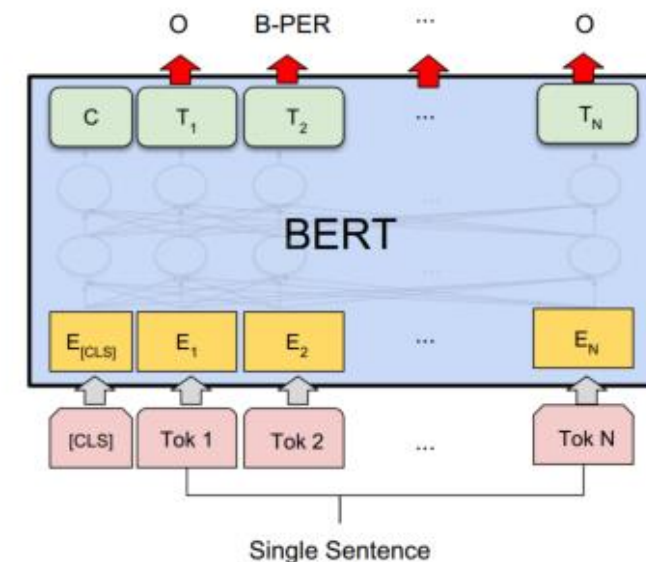 O B-PER ... O
C T1 T2 ... TN
...
BERT
...
E[CLS] E1 E2 ... EN
[CLS] Tok 1 Tok 2 ... Tok N
Single Sentence